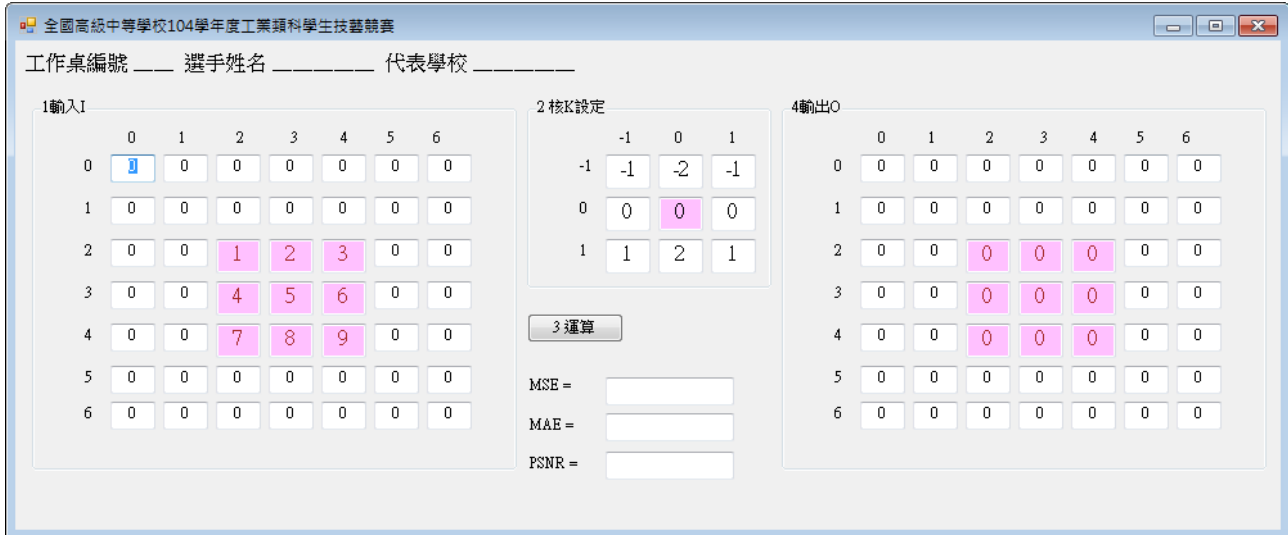 全國高級中等學校104學年度工業類科學生技藝競賽
工作桌編號 ___ 選手姓名 _______ 代表學校 _______
1輸入I 2 核K設定 4輸出O
0 1 2 3 4 5 6 -1 0 1 0 1 2 3 4 5 6
0 0 0 0 0 0 0 0 -1 -1 -2 -1 0 0 0 0 0 0 0 0
1 0 0 0 0 0 0 0 0 0 0 0 1 0 0 0 0 0 0 0
2 0 0 1 2 3 0 0 1 1 2 1 2 0 0 0 0 0 0 0
3 0 0 4 5 6 0 0 3 0 0 0 0 0 0 0
3 運算
4 0 0 7 8 9 0 0 4 0 0 0 0 0 0 0
5 0 0 0 0 0 0 0 MSE = 5 0 0 0 0 0 0 0
6 0 0 0 0 0 0 0 MAE = 6 0 0 0 0 0 0 0
PSNR =